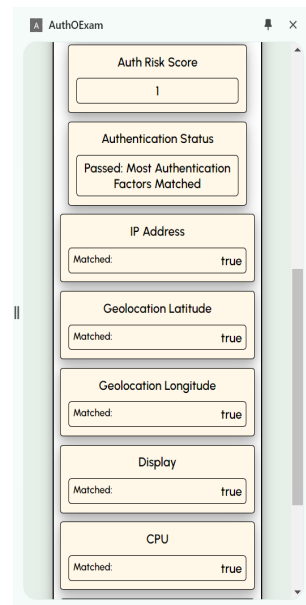 A AuthOExam
Auth Risk Score
1
Authentication Status
Passed: Most Authentication
Factors Matched
IP Address
Matched: true
Geolocation Latitude
Matched: true
Geolocation Longitude
Matched: true
Display
Matched: true
CPU
Matched: true